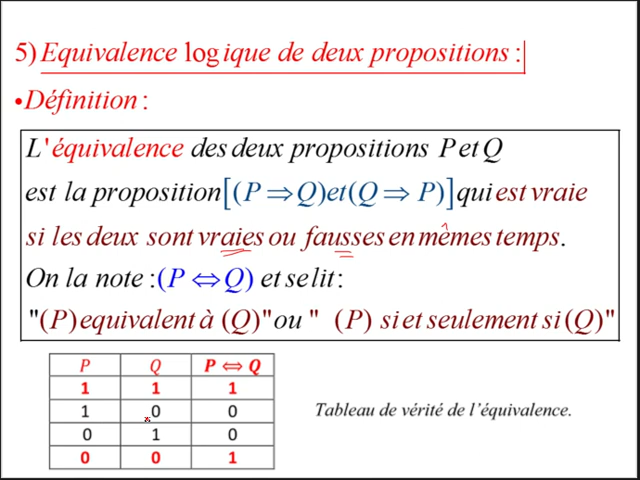 5) Equivalence logique de deux propositions :
•Définition :
L'équivalence des deux propositions P et Q
est la proposition [(P ⇒ Q) et (Q ⇒ P)] qui est vraie
si les deux sont vraies ou fausses en mêmes temps.
On la note : (P ⇔ Q) et se lit :
"(P) equivalent à (Q)" ou " (P) si et seulement si (Q)"
P Q P ⇔ Q
1 1 1
1 0 0
0 1 0
0 0 1
Tableau de vérité de l'équivalence.